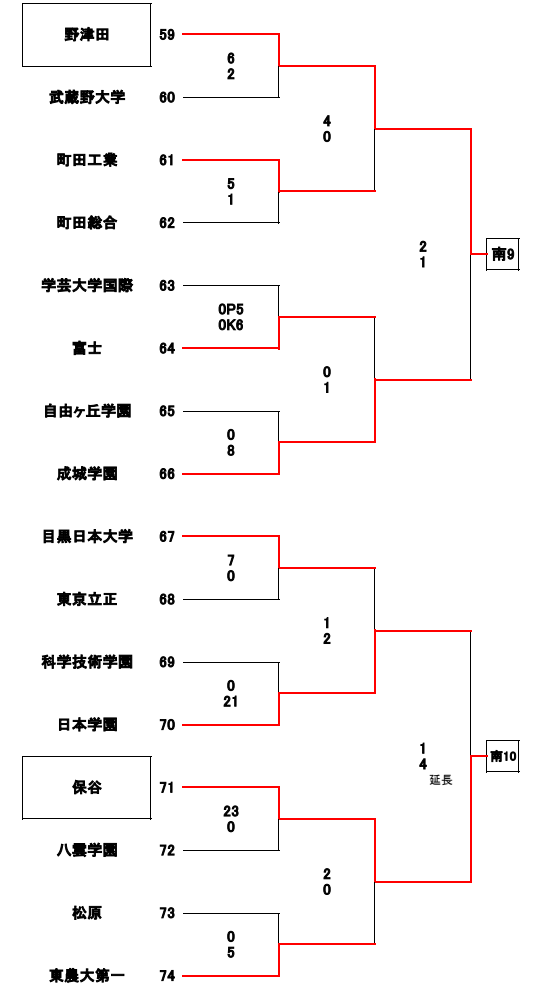 野津田 59
6
2
武蔵野大学 60
4
0
町田工業 61
5
1
町田総合 62
2
1
南9
学芸大学国際 63
0P5
0K6
富士 64
0
1
自由ヶ丘学園 65
0
8
成城学園 66
目黒日本大学 67
7
0
東京立正 68
1
2
科学技術学園 69
0
21
日本学園 70
1
4
延長
南10
保谷 71
23
0
八雲学園 72
2
0
松原 73
0
5
東農大第一 74